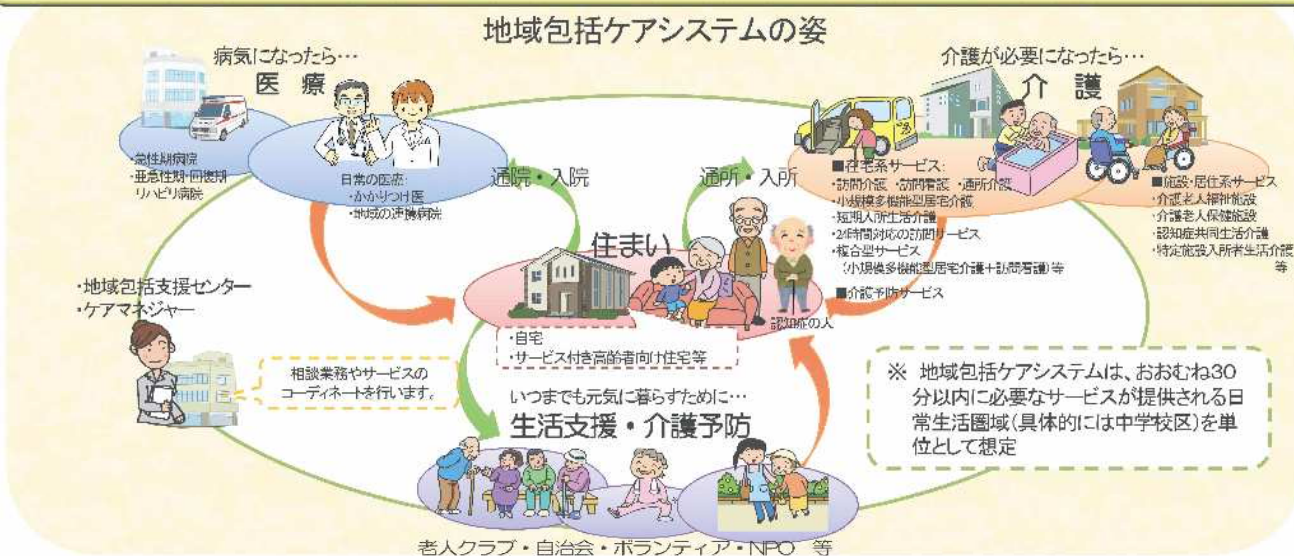 地域包括ケアシステムの姿
病気になったら…
医 療
介護が必要になったら…
介 護
・急性期病院
・亜急性期・回復期
リハビリ病院
日常の医療:
・かかりつけ医
・地域の連携病院
通院・入院
通所・入所
■在宅系サービス:
・訪問介護 ・訪問看護 ・通所介護
・小規模多機能型居宅介護
・短期入所生活介護
・24時間対応の訪問サービス
・複合型サービス
(小規模多機能型居宅介護+訪問看護)等
■介護予防サービス
■施設・居住系サービス
・介護老人福祉施設
・介護老人保健施設
・認知症共同生活介護
・特定施設入所者生活介護
等
住まい
認知症の人
・自宅
・サービス付き高齢者向け住宅等
・地域包括支援センター
・ケアマネジャー
相談業務やサービスの
コーディネートを行います。
いつまでも元気に暮らすために…
生活支援・介護予防
老人クラブ・自治会・ボランティア・NPO 等
※ 地域包括ケアシステムは、おおむね30
分以内に必要なサービスが提供される日
常生活圏域(具体的には中学校区)を単
位として想定